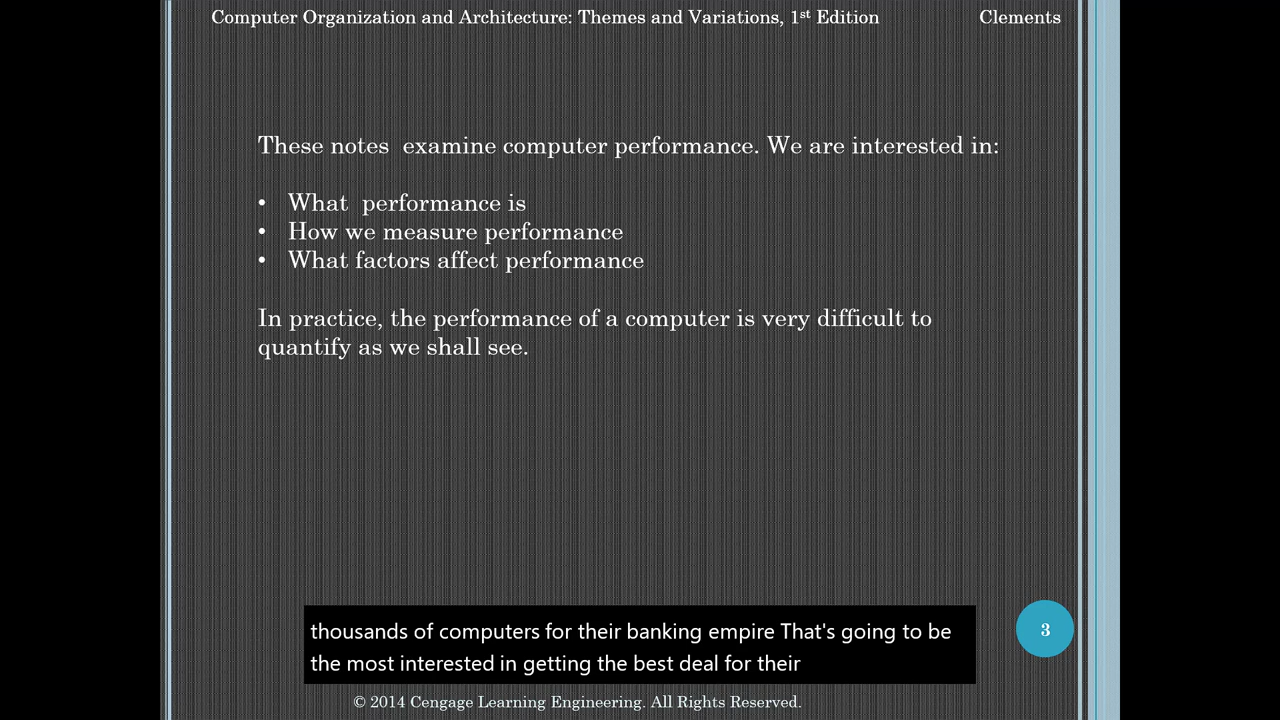 Computer Organization and Architecture: Themes and Variations, 1st Edition Clements
These notes examine computer performance. We are interested in:
• What performance is
• How we measure performance
• What factors affect performance
In practice, the performance of a computer is very difficult to
quantify as we shall see.
thousands of computers for their banking empire That's going to be
the most interested in getting the best deal for their
3
© 2014 Cengage Learning Engineering. All Rights Reserved.